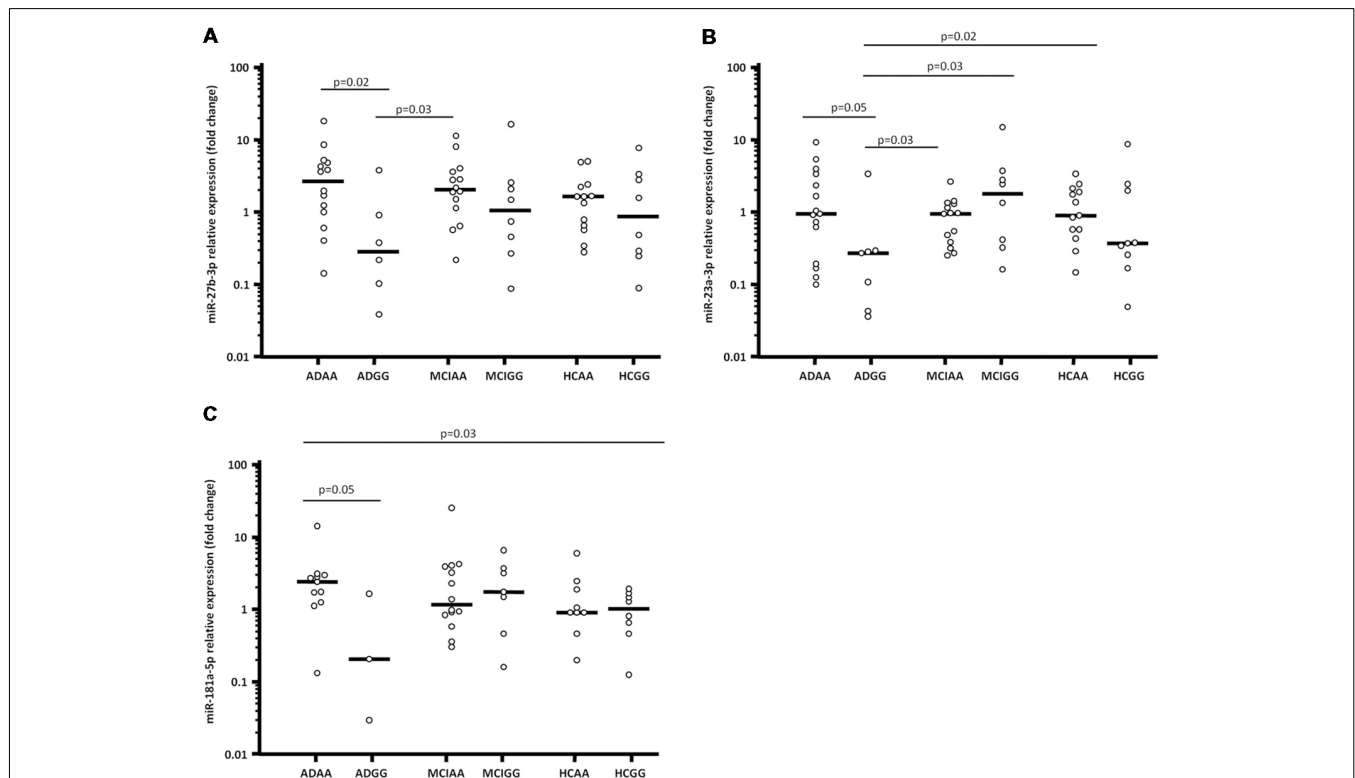 A
miR-27b-3p relative expression (fold change)
100
10
1
0.1
0.01
p=0.02
p=0.03
ADAA ADGG MCIAA MCIGG HCAA HCGG
B
miR-23a-3p relative expression (fold change)
100
10
1
0.1
0.01
p=0.02
p=0.03
p=0.05
p=0.03
ADAA ADGG MCIAA MCIGG HCAA HCGG
C
miR-181a-5p relative expression (fold change)
100
10
1
0.1
0.01
p=0.03
p=0.05
ADAA ADGG MCIAA MCIGG HCAA HCGG